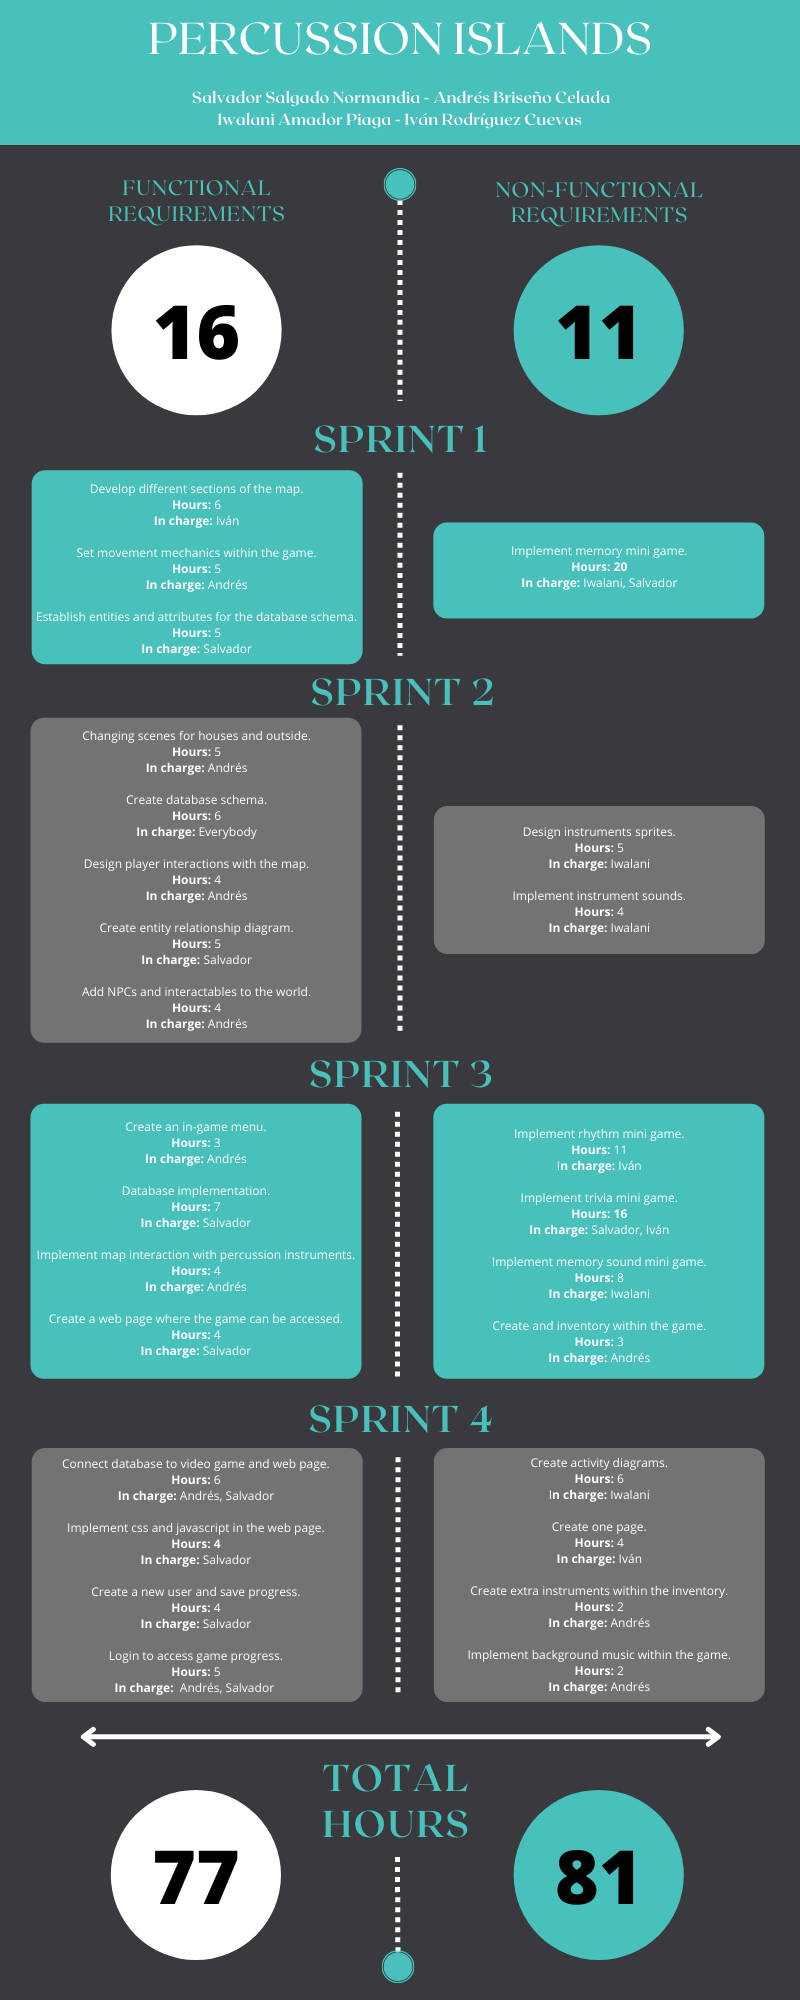 PERCUSSION ISLANDS
Salvador Salgado Normandia - Andrés Briseño Celada
Iwalani Amador Piaga - Iván Rodríguez Cuevas
FUNCTIONAL
REQUIREMENTS
16
NON-FUNCTIONAL
REQUIREMENTS
11
SPRINT 1
Develop different sections of the map.
Hours: 6
In charge: Iván
Set movement mechanics within the game.
Hours: 5
In charge: Andrés
Establish entities and attributes for the database schema.
Hours: 5
In charge: Salvador
Implement memory mini game.
Hours: 20
In charge: Iwalani, Salvador
SPRINT 2
Changing scenes for houses and outside.
Hours: 5
In charge: Andrés
Create database schema.
Hours: 6
In charge: Everybody
Design player interactions with the map.
Hours: 4
In charge: Andrés
Create entity relationship diagram.
Hours: 5
In charge: Salvador
Add NPCs and interactables to the world.
Hours: 4
In charge: Andrés
Design instruments sprites.
Hours: 5
In charge: Iwalani
Implement instrument sounds.
Hours: 4
In charge: Iwalani
SPRINT 3
Create an in-game menu.
Hours: 3
In charge: Andrés
Database implementation.
Hours: 7
In charge: Salvador
Implement map interaction with percussion instruments.
Hours: 4
In charge: Andrés
Create a web page where the game can be accessed.
Hours: 4
In charge: Salvador
Implement rhythm mini game.
Hours: 11
In charge: Iván
Implement trivia mini game.
Hours: 16
In charge: Salvador, Iván
Implement memory sound mini game.
Hours: 8
In charge: Iwalani
Create and inventory within the game.
Hours: 3
In charge: Andrés
SPRINT 4
Connect database to video game and web page.
Hours: 6
In charge: Andrés, Salvador
Implement css and javascript in the web page.
Hours: 4
In charge: Salvador
Create a new user and save progress.
Hours: 4
In charge: Salvador
Login to access game progress.
Hours: 5
In charge: Andrés, Salvador
Create activity diagrams.
Hours: 6
In charge: Iwalani
Create one page.
Hours: 4
In charge: Iván
Create extra instruments within the inventory.
Hours: 2
In charge: Andrés
Implement background music within the game.
Hours: 2
In charge: Andrés
TOTAL
HOURS
77
81